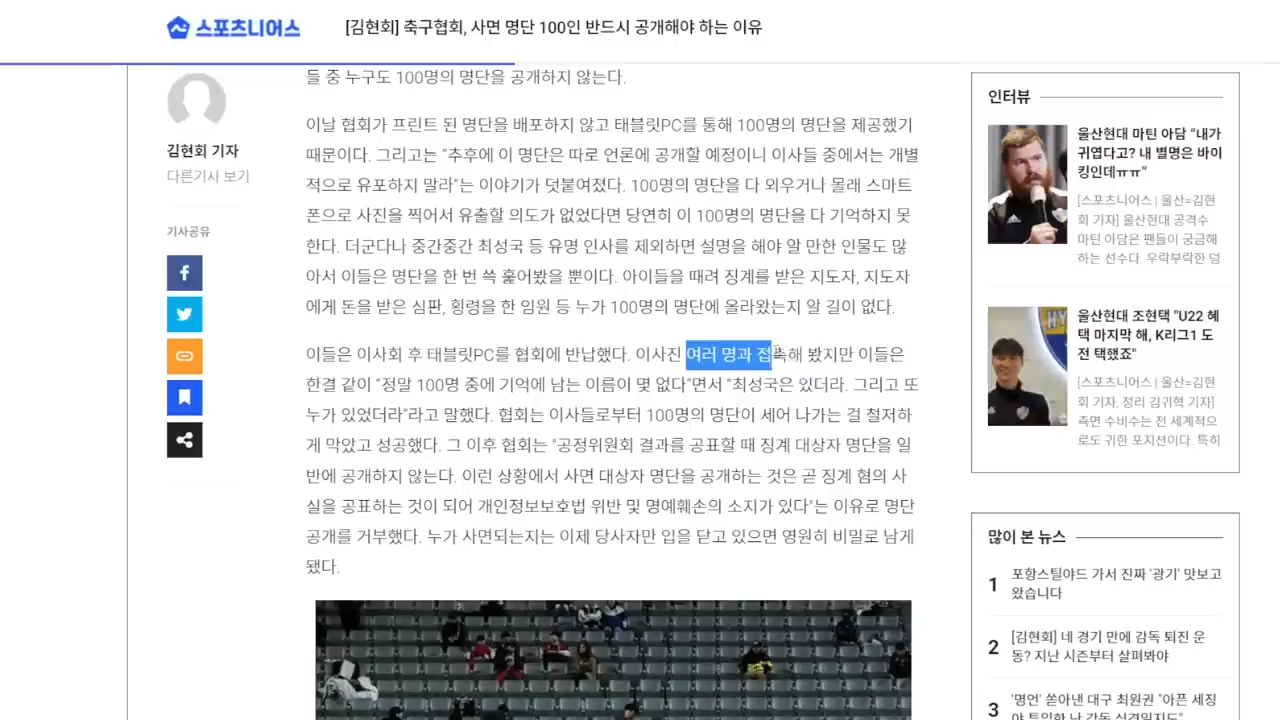 스포츠니어스
[김현회] 축구협회, 사면 명단 100인 반드시 공개해야 하는 이유
김현회 기자
다른기사 보기
기사공유
들 중 누구도 100명의 명단을 공개하지 않는다.
이날 협회가 프린트 된 명단을 배포하지 않고 태블릿PC를 통해 100명의 명단을 제공했기
때문이다. 그리고는 "추후에 이 명단은 따로 언론에 공개할 예정이니 이사들 중에서는 개별
적으로 유포하지 말라"는 이야기가 덧붙여졌다. 100명의 명단을 다 외우거나 몰래 스마트
폰으로 사진을 찍어서 유출할 의도가 없었다면 당연히 이 100명의 명단을 다 기억하지 못
한다. 더군다나 중간중간 최성국 등 유명 인사를 제외하면 설명을 해야 알 만한 인물도 많
아서 이들은 명단을 한 번 쓱 훑어봤을 뿐이다. 아이들을 때려 징계를 받은 지도자, 지도자
에게 돈을 받은 심판, 횡령을 한 임원 등 누가 100명의 명단에 올라왔는지 알 길이 없다.
이들은 이사회 후 태블릿PC를 협회에 반납했다. 이사진 여러 명과 접촉해 봤지만 이들은
한결 같이 "정말 100명 중에 기억에 남는 이름이 몇 없다"면서 "최성국은 있더라. 그리고 또
누가 있었더라"라고 말했다. 협회는 이사들로부터 100명의 명단이 세어 나가는 걸 철저하
게 막았고 성공했다. 그 이후 협회는 "공정위원회 결과를 공표할 때 징계 대상자 명단을 일
반에 공개하지 않는다. 이런 상황에서 사면 대상자 명단을 공개하는 것은 곧 징계 혐의 사
실을 공표하는 것이 되어 개인정보보호법 위반 및 명예훼손의 소지가 있다"는 이유로 명단
공개를 거부했다. 누가 사면되는지는 이제 당사자만 입을 닫고 있으면 영원히 비밀로 남게
됐다.
인터뷰
울산현대 마틴 아담 "내가
귀엽다고? 내 별명은 바이
킹인데ㅠㅠ"
[스포츠니어스 | 울산=김현
회 기자] 울산현대 공격수
마틴 아담은 팬들이 궁금해
하는 선수다. 우락부락한 덩
울산현대 조현택 "U22 혜
택 마지막 해, K리그1 도
전 택했죠"
[스포츠니어스 | 울산=김현
회 기자, 정리 김귀혁 기자]
측면 수비수는 전 세계적으
로도 귀한 포지션이다. 특히
많이 본 뉴스
1 포항스틸야드 가서 진짜 '광기' 맛보고
왔습니다
2 [김현회] 네 경기 만에 감독 퇴진 운
동? 지난 시즌부터 살펴봐야
3 '명언' 쏟아낸 대구 최원권 "아픈 세징